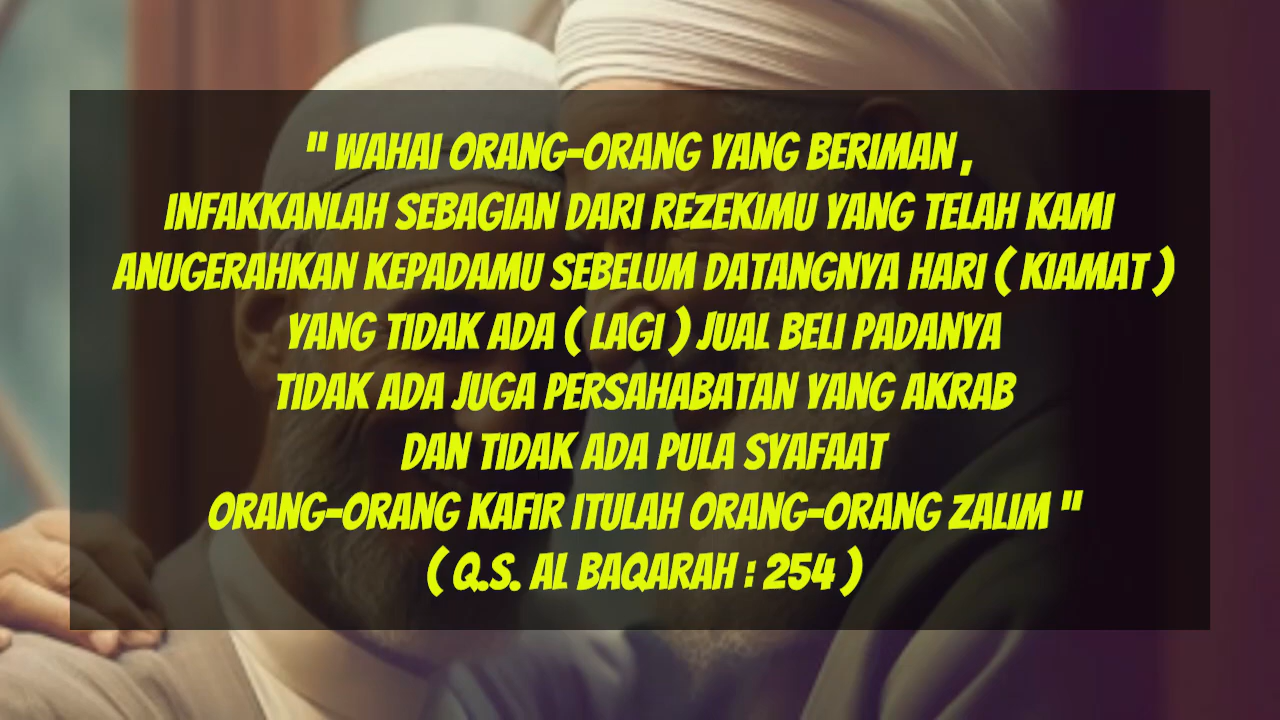 " WAHAI ORANG-ORANG YANG BERIMAN ,
INFAKKANLAH SEBAGIAN DARI REZEKIMU YANG TELAH KAMI
ANUGERAHKAN KEPADAMU SEBELUM DATANGNYA HARI ( KIAMAT )
YANG TIDAK ADA ( LAGI ) JUAL BELI PADANYA
TIDAK ADA JUGA PERSAHABATAN YANG AKRAB
DAN TIDAK ADA PULA SYAFAAT
ORANG-ORANG KAFIR ITULAH ORANG-ORANG ZALIM "
( Q.S. AL BAQARAH : 254 )